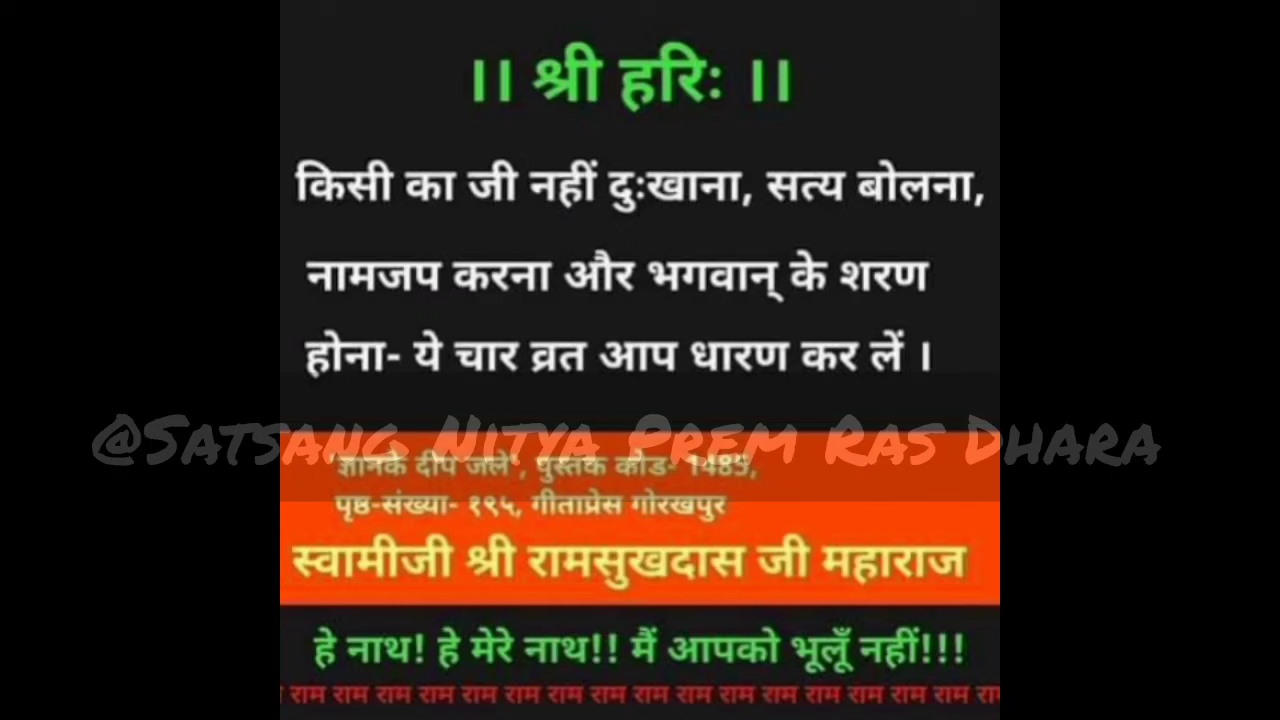 ।। श्री हरिः ।।
किसी का जी नहीं दुःखाना, सत्य बोलना,
नामजप करना और भगवान् के शरण
होना- ये चार व्रत आप धारण कर लें ।
@Satsang Nitya Prem Ras Dhara
'ज्ञानके दीप जले', पुस्तक कोड- 1485,
पृष्ठ-संख्या- १९५, गीताप्रेस गोरखपुर
स्वामीजी श्री रामसुखदास जी महाराज
हे नाथ! हे मेरे नाथ!! मैं आपको भूलूँ नहीं!!!
राम राम राम राम राम राम राम राम राम राम राम राम राम राम राम राम रा